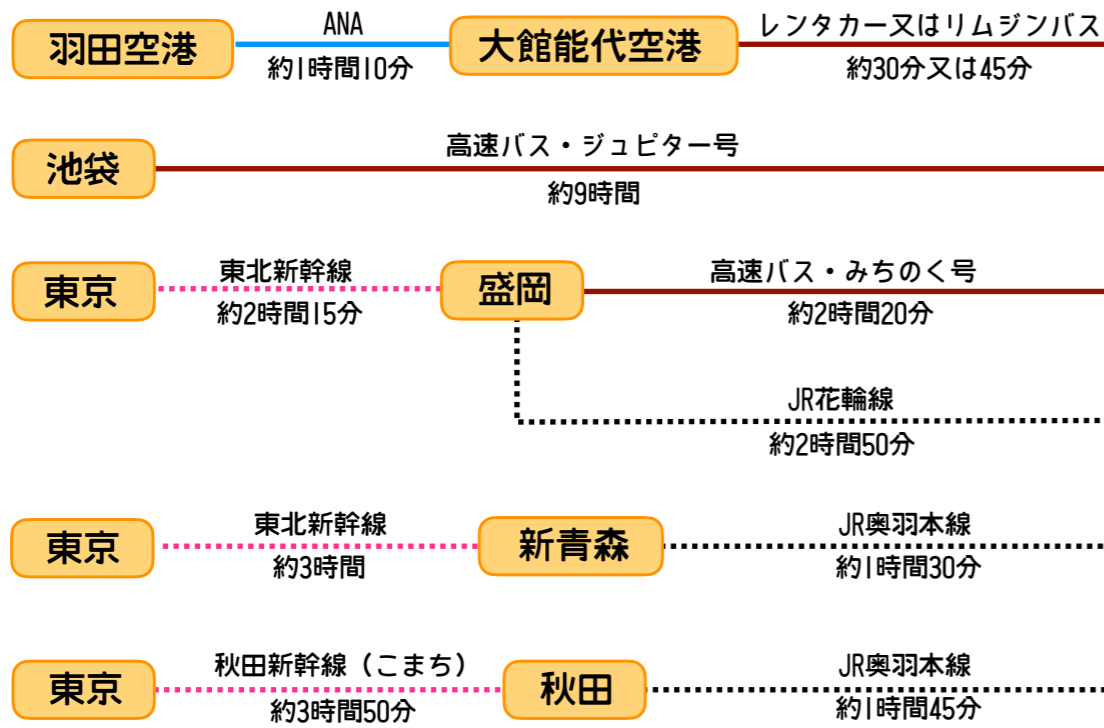 羽田空港
ANA
約1時間10分
大館能代空港
レンタカー又はリムジンバス
約30分又は45分
池袋
高速バス・ジュピター号
約9時間
東京
東北新幹線
約2時間15分
盛岡
高速バス・みちのく号
約2時間20分
JR花輪線
約2時間50分
東京
東北新幹線
約3時間
新青森
JR奥羽本線
約1時間30分
東京
秋田新幹線（こまち）
約3時間50分
秋田
JR奥羽本線
約1時間45分